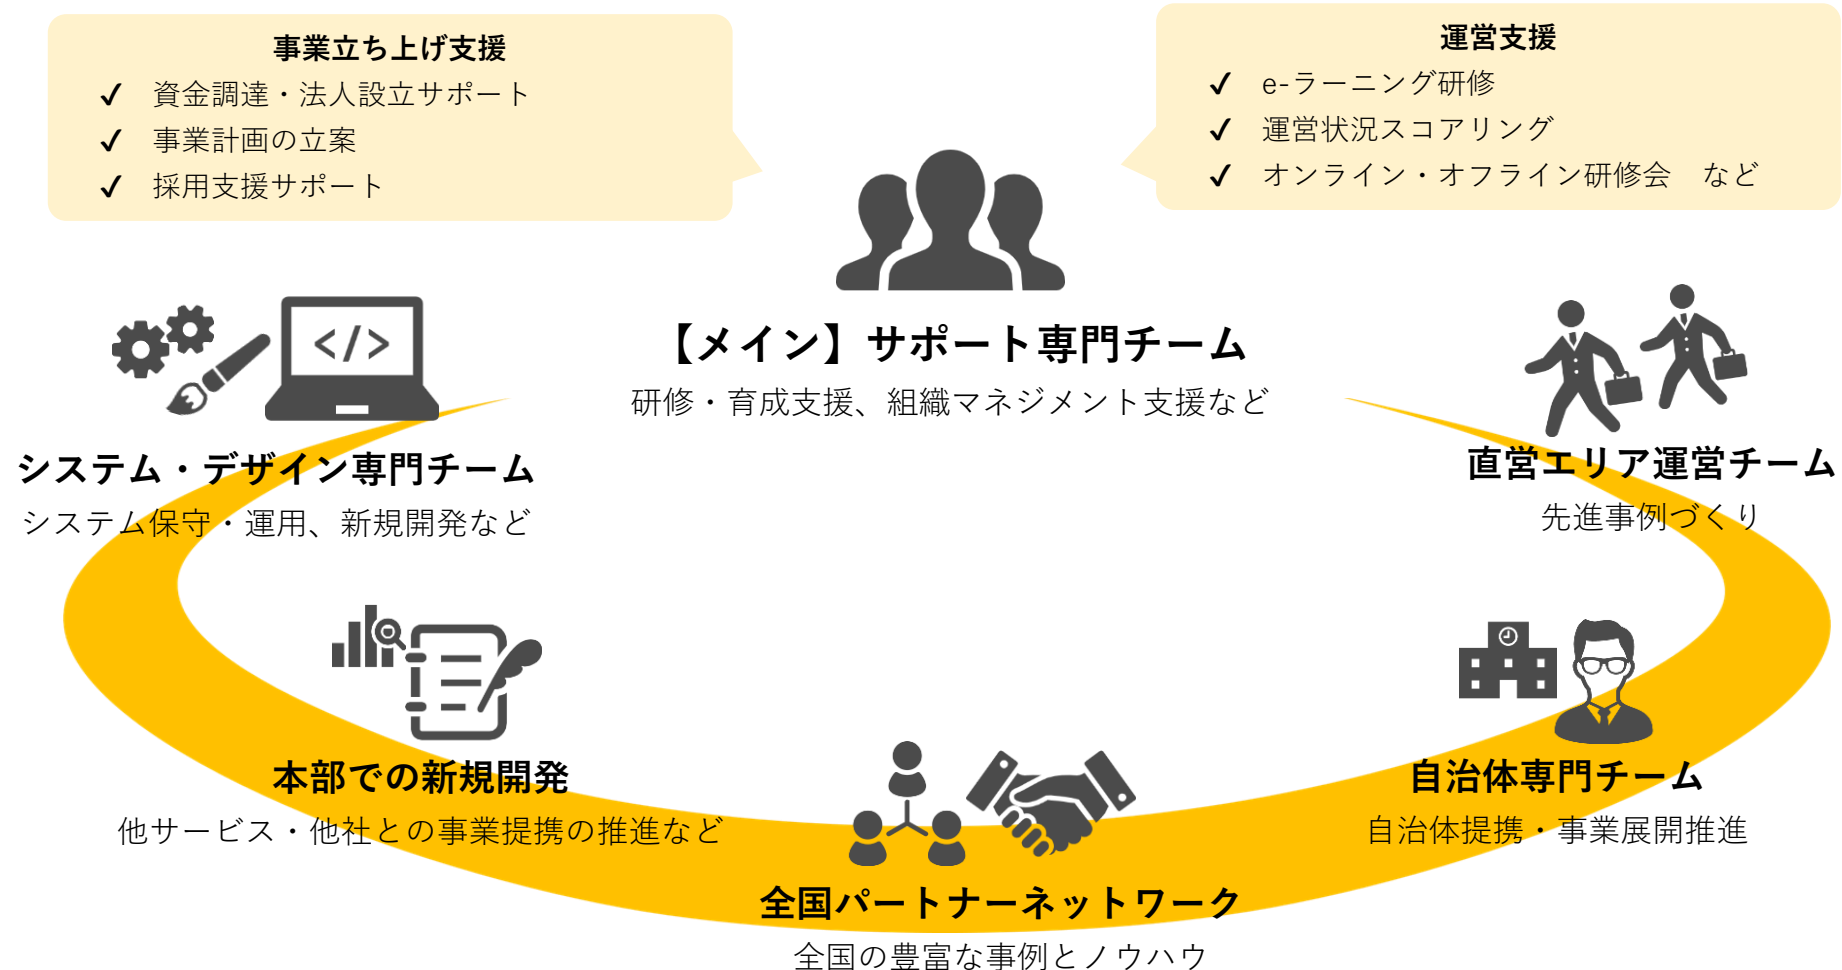 事業立ち上げ支援
✓ 資金調達・法人設立サポート
✓ 事業計画の立案
✓ 採用支援サポート
運営支援
✓ e-ラーニング研修
✓ 運営状況スコアリング
✓ オンライン・オフライン研修会　など
</>
【メイン】サポート専門チーム
研修・育成支援、組織マネジメント支援など
システム・デザイン専門チーム
システム保守・運用、新規開発など
直営エリア運営チーム
先進事例づくり
本部での新規開発
他サービス・他社との事業提携の推進など
自治体専門チーム
自治体提携・事業展開推進
全国パートナーネットワーク
全国の豊富な事例とノウハウ